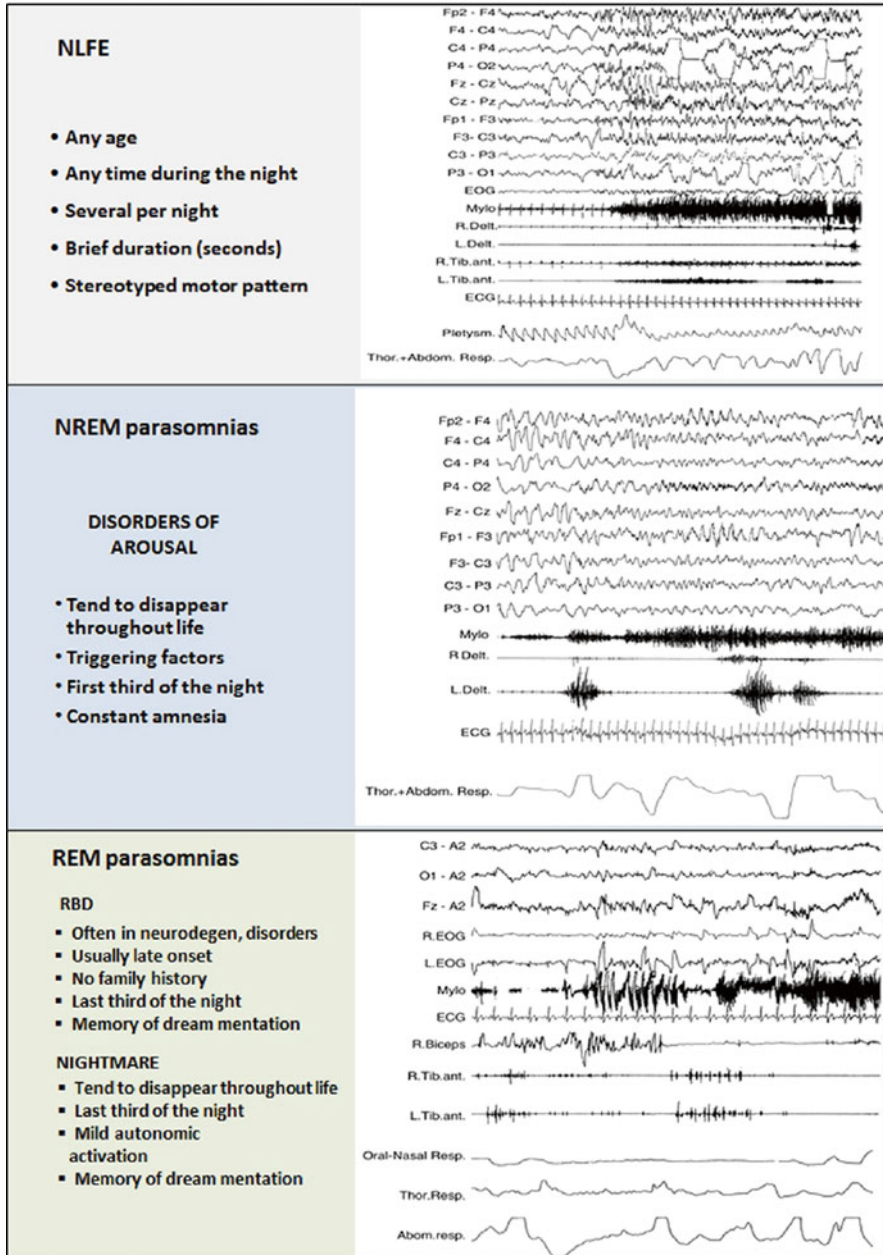 NLFE
• Any age
• Any time during the night
• Several per night
• Brief duration (seconds)
• Stereotyped motor pattern
Fp2 - F4
F4 - C4
C4 - P4
P4 - O2
Fz - Cz
Cz - Pz
Fp1 - F3
F3- C3
C3 - P3
P3 - O1
EOG
Mylo
R.Delt.
L.Delt.
R.Tib.ant.
L.Tib.ant.
ECG
Pletysm.
Thor.+Abdom. Resp.
NREM parasomnias
DISORDERS OF
AROUSAL
• Tend to disappear
throughout life
• Triggering factors
• First third of the night
• Constant amnesia
Fp2 - F4
F4 - C4
C4 - P4
P4 - O2
Fz - Cz
Fp1 - F3
F3- C3
C3 - P3
P3 - O1
Mylo
R Delt.
L.Delt.
ECG
Thor.+Abdom. Resp.
REM parasomnias
RBD
▪ Often in neurodegen, disorders
▪ Usually late onset
▪ No family history
▪ Last third of the night
▪ Memory of dream mentation
NIGHTMARE
▪ Tend to disappear throughout life
▪ Last third of the night
▪ Mild autonomic
activation
▪ Memory of dream mentation
C3 - A2
O1 - A2
Fz - A2
R.EOG
L.EOG
Mylo
ECG
R.Biceps
R.Tib.ant.
L.Tib.ant.
Oral-Nasal Resp.
Thor.Resp.
Abom.resp.